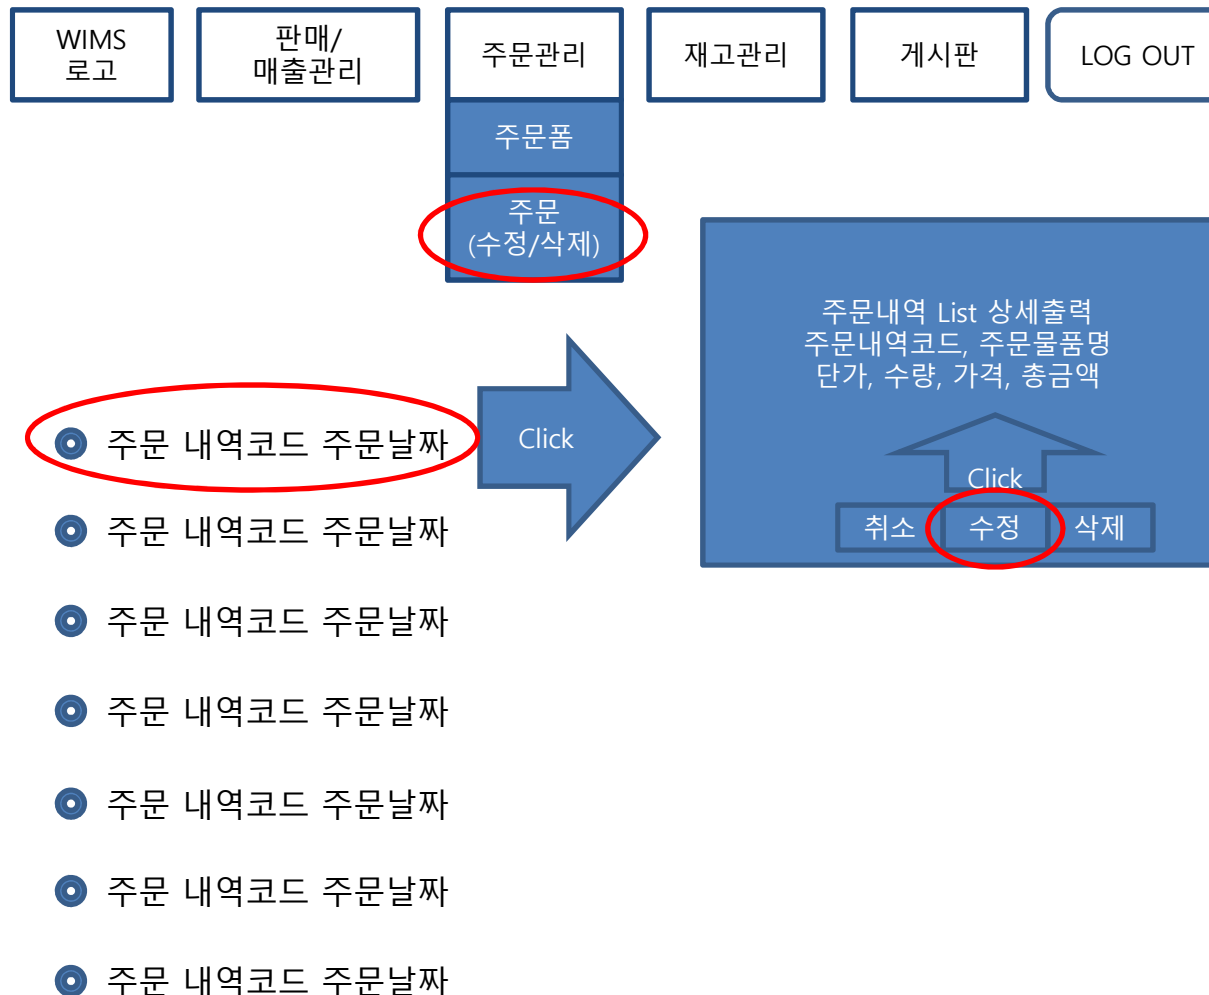 WIMS
로고
판매/
매출관리
주문관리
재고관리
게시판
LOG OUT
주문폼
주문
(수정/삭제)
주문내역 List 상세출력
주문내역코드, 주문물품명
단가, 수량, 가격, 총금액
주문 내역코드 주문날짜
Click
Click
취소
수정
삭제
주문 내역코드 주문날짜
주문 내역코드 주문날짜
주문 내역코드 주문날짜
주문 내역코드 주문날짜
주문 내역코드 주문날짜
주문 내역코드 주문날짜